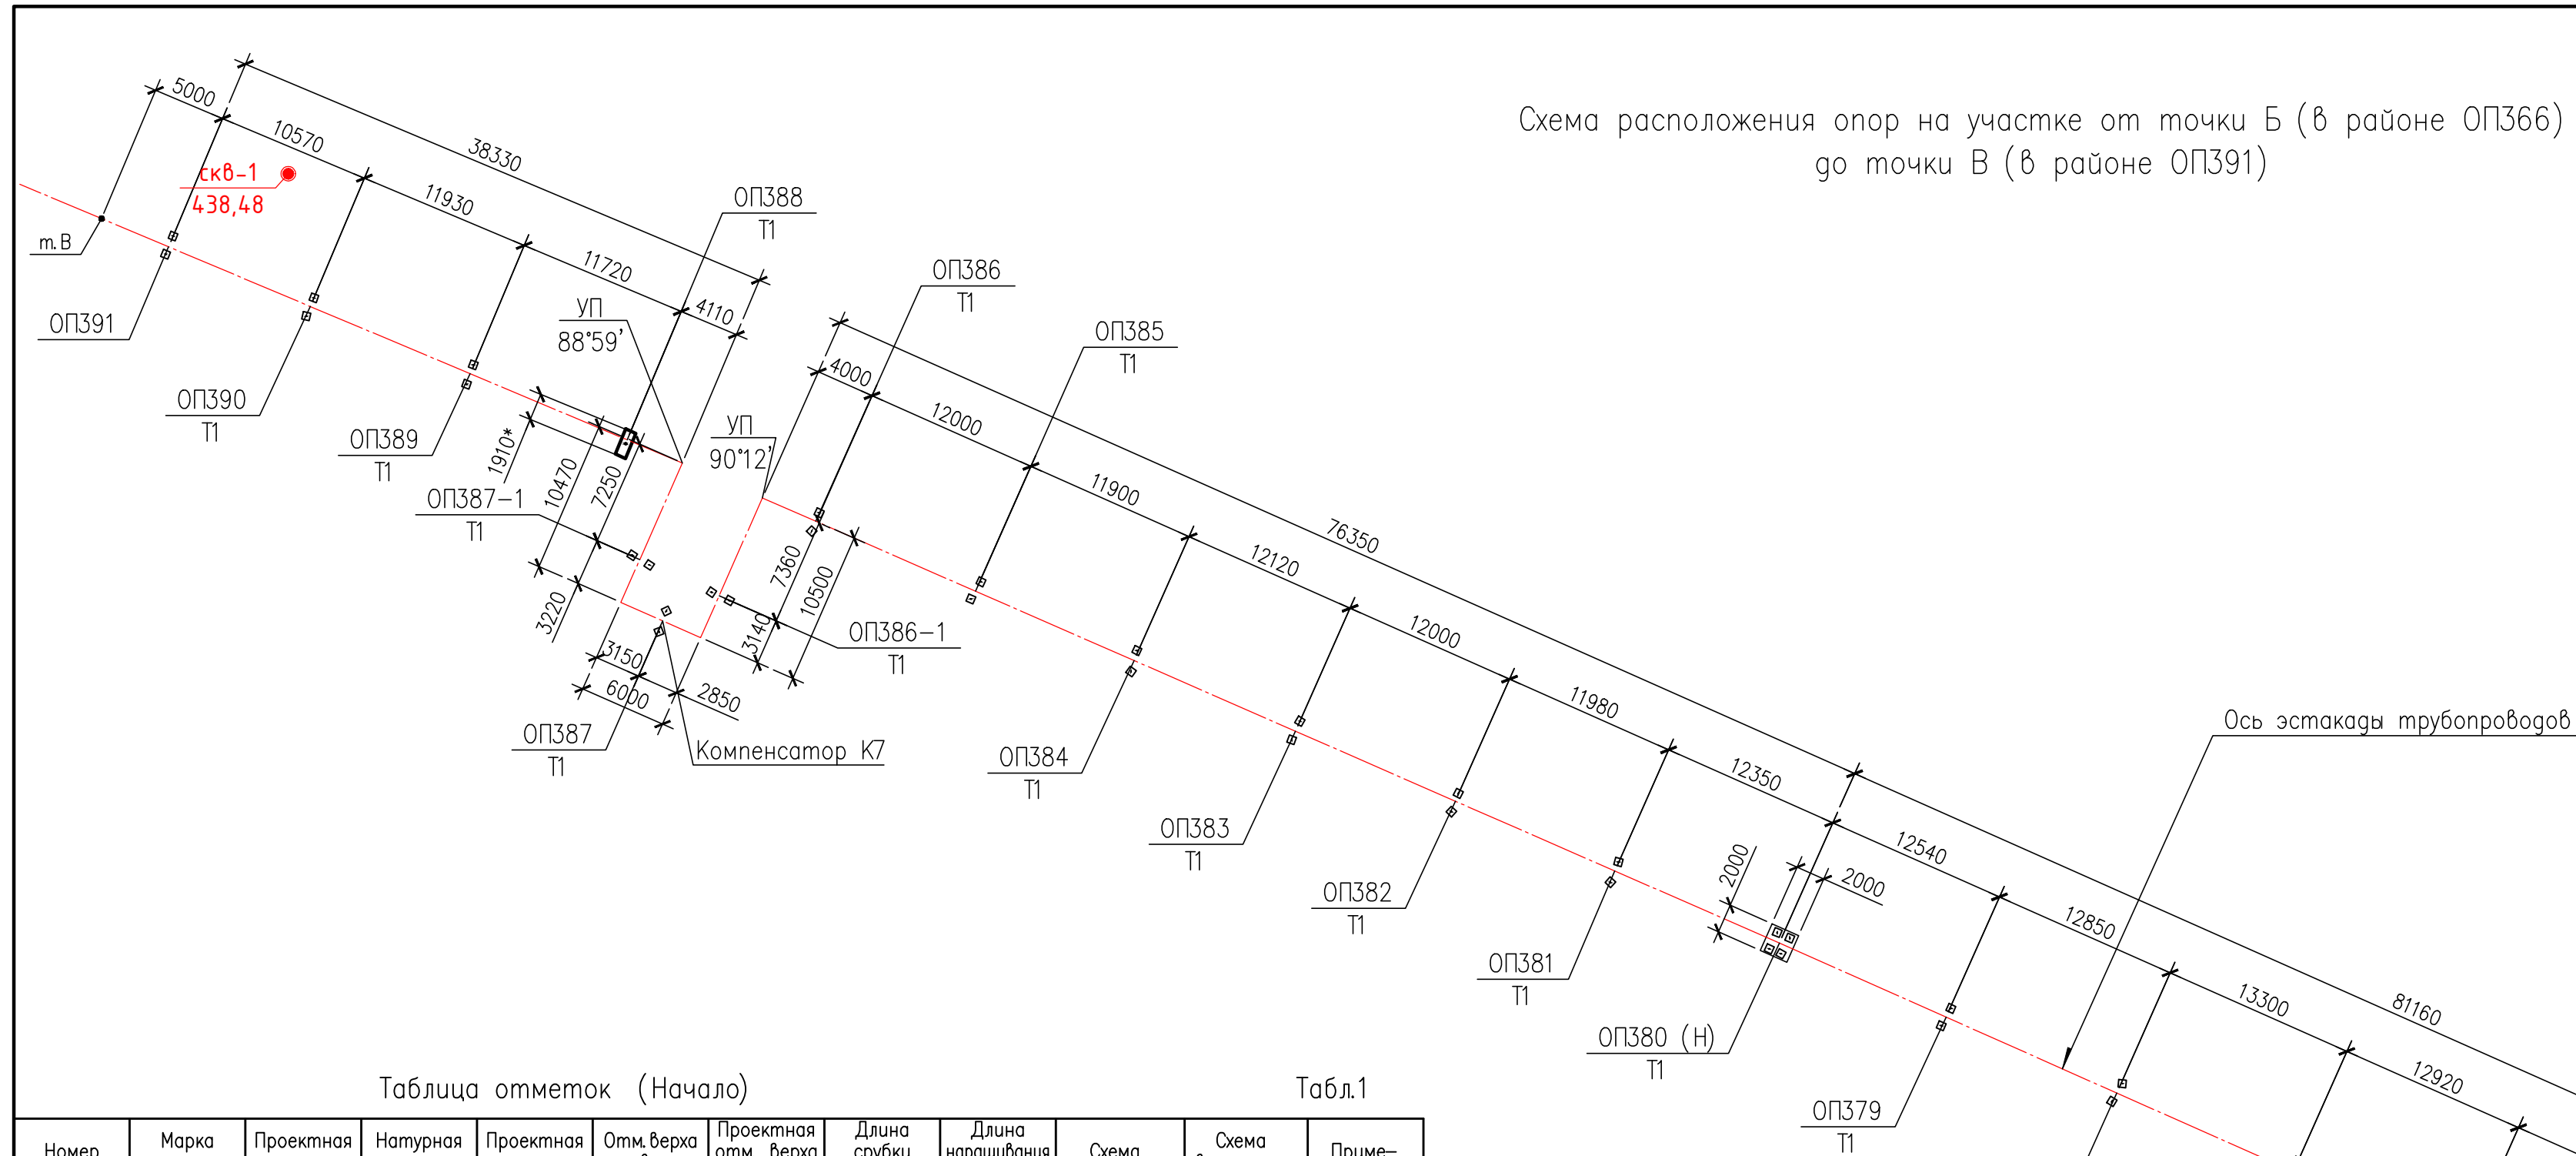 Схема расположения опор на участке от точки Б (в районе ОП366)
до точки В (в районе ОП391)
5000
10570
38330
скв-1
438,48
11930
т.В
ОП388
Т1
11720
4110
ОП391
УП
88°59'
ОП386
Т1
ОП385
Т1
4000
12000
ОП390
Т1
ОП389
Т1
1910*
10470
7250
УП
90°12'
11900
76350
ОП387-1
Т1
12120
7360
10500
3220
3140
ОП386-1
Т1
12000
3150
6000
2850
11980
ОП387
Т1
Компенсатор К7
ОП384
Т1
Ось эстакады трубопроводов
12350
ОП383
Т1
12540
2000
2000
ОП382
Т1
12850
ОП381
Т1
13300
81160
ОП380 (Н)
Т1
12920
ОП379
Т1
Таблица отметок (Начало)
Табл.1
Номер
Марка
Проектная
Натурная
Проектная
Отм. верха
Проектная
отм. верха
Длина
срубки
Длина
наращивания
Схема
Схема
Приме-